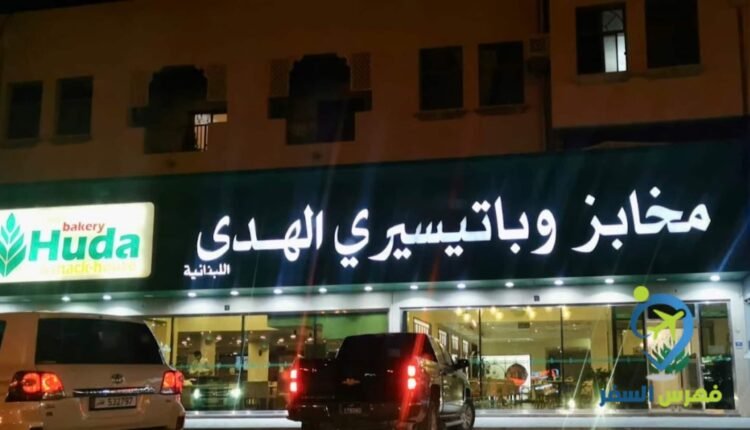 مخابز وباتيسيري الهدى
اللبنانية
bakery
Huda
snack-house
فهرس السفر